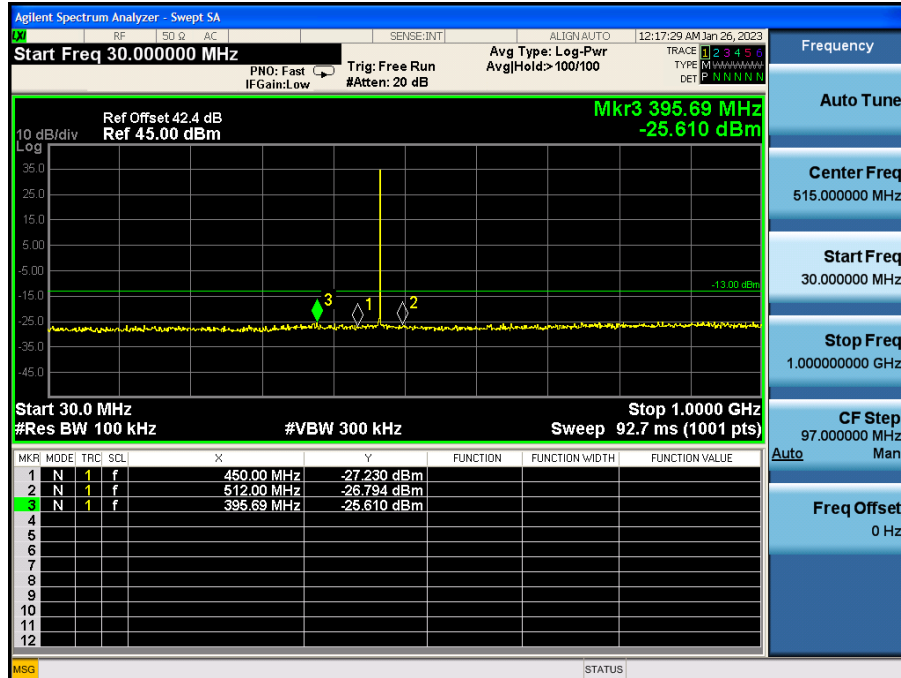 Agilent Spectrum Analyzer - Swept SA
LXI RF 50 Ω AC SENSE:INT ALIGN AUTO 12:17:29 AM Jan 26, 2023
Start Freq 30.000000 MHz
PNO: Fast
IFGain:Low
Trig: Free Run
#Atten: 20 dB
Avg Type: Log-Pwr
Avg|Hold:>100/100
TRACE 1 2 3 4 5 6
TYPE M WWWWW
DET P N N N N N
Mkr3 395.69 MHz
-25.610 dBm
Ref Offset 42.4 dB
10 dB/div Ref 45.00 dBm
Log
35.0
25.0
15.0
5.00
-5.00
-15.0
-25.0
-35.0
-45.0
-13.00 dBm
3
1
2
Start 30.0 MHz Stop 1.0000 GHz
#Res BW 100 kHz #VBW 300 kHz Sweep 92.7 ms (1001 pts)
MKR MODE TRC SCL X Y FUNCTION FUNCTION WIDTH FUNCTION VALUE
1 N 1 f 450.00 MHz -27.230 dBm
2 N 1 f 512.00 MHz -26.794 dBm
3 N 1 f 395.69 MHz -25.610 dBm
4
5
6
7
8
9
10
11
12
MSG STATUS
Frequency
Auto Tune
Center Freq
515.000000 MHz
Start Freq
30.000000 MHz
Stop Freq
1.000000000 GHz
CF Step
97.000000 MHz
Auto Man
Freq Offset
0 Hz